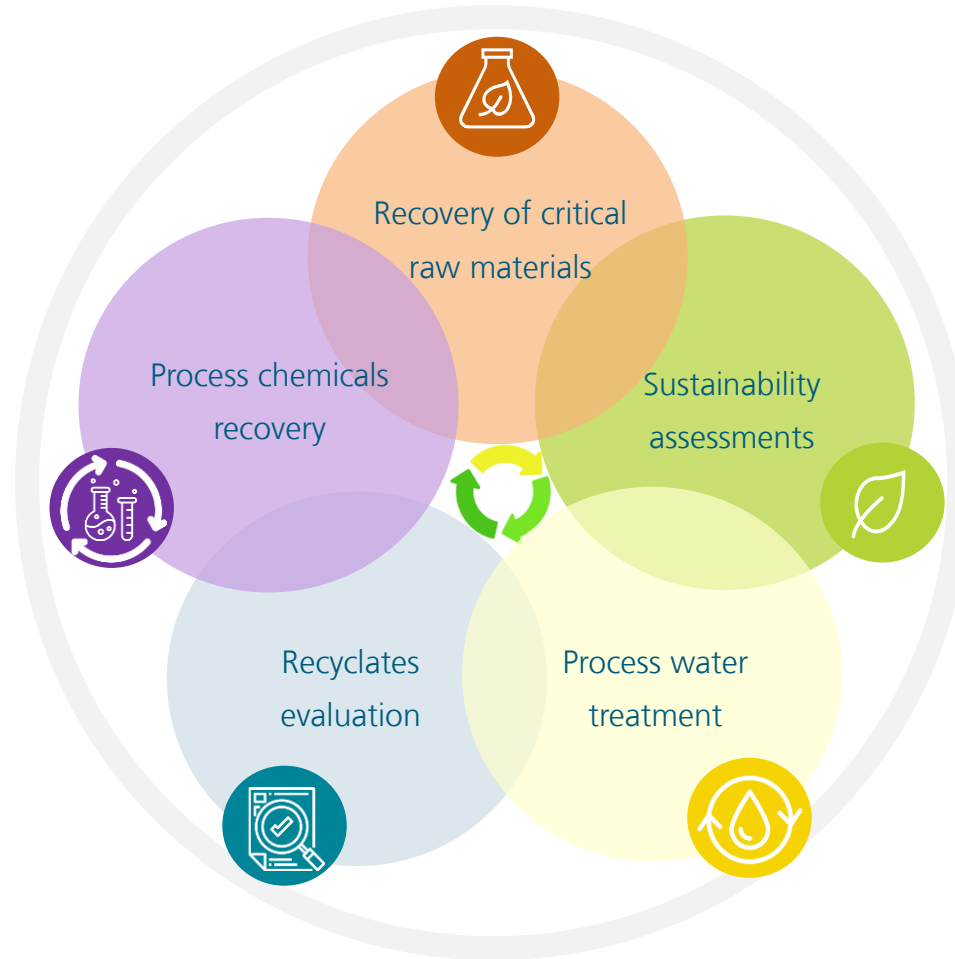 Recovery of critical
raw materials
Process chemicals
recovery
Sustainability
assessments
Recyclates
evaluation
Process water
treatment